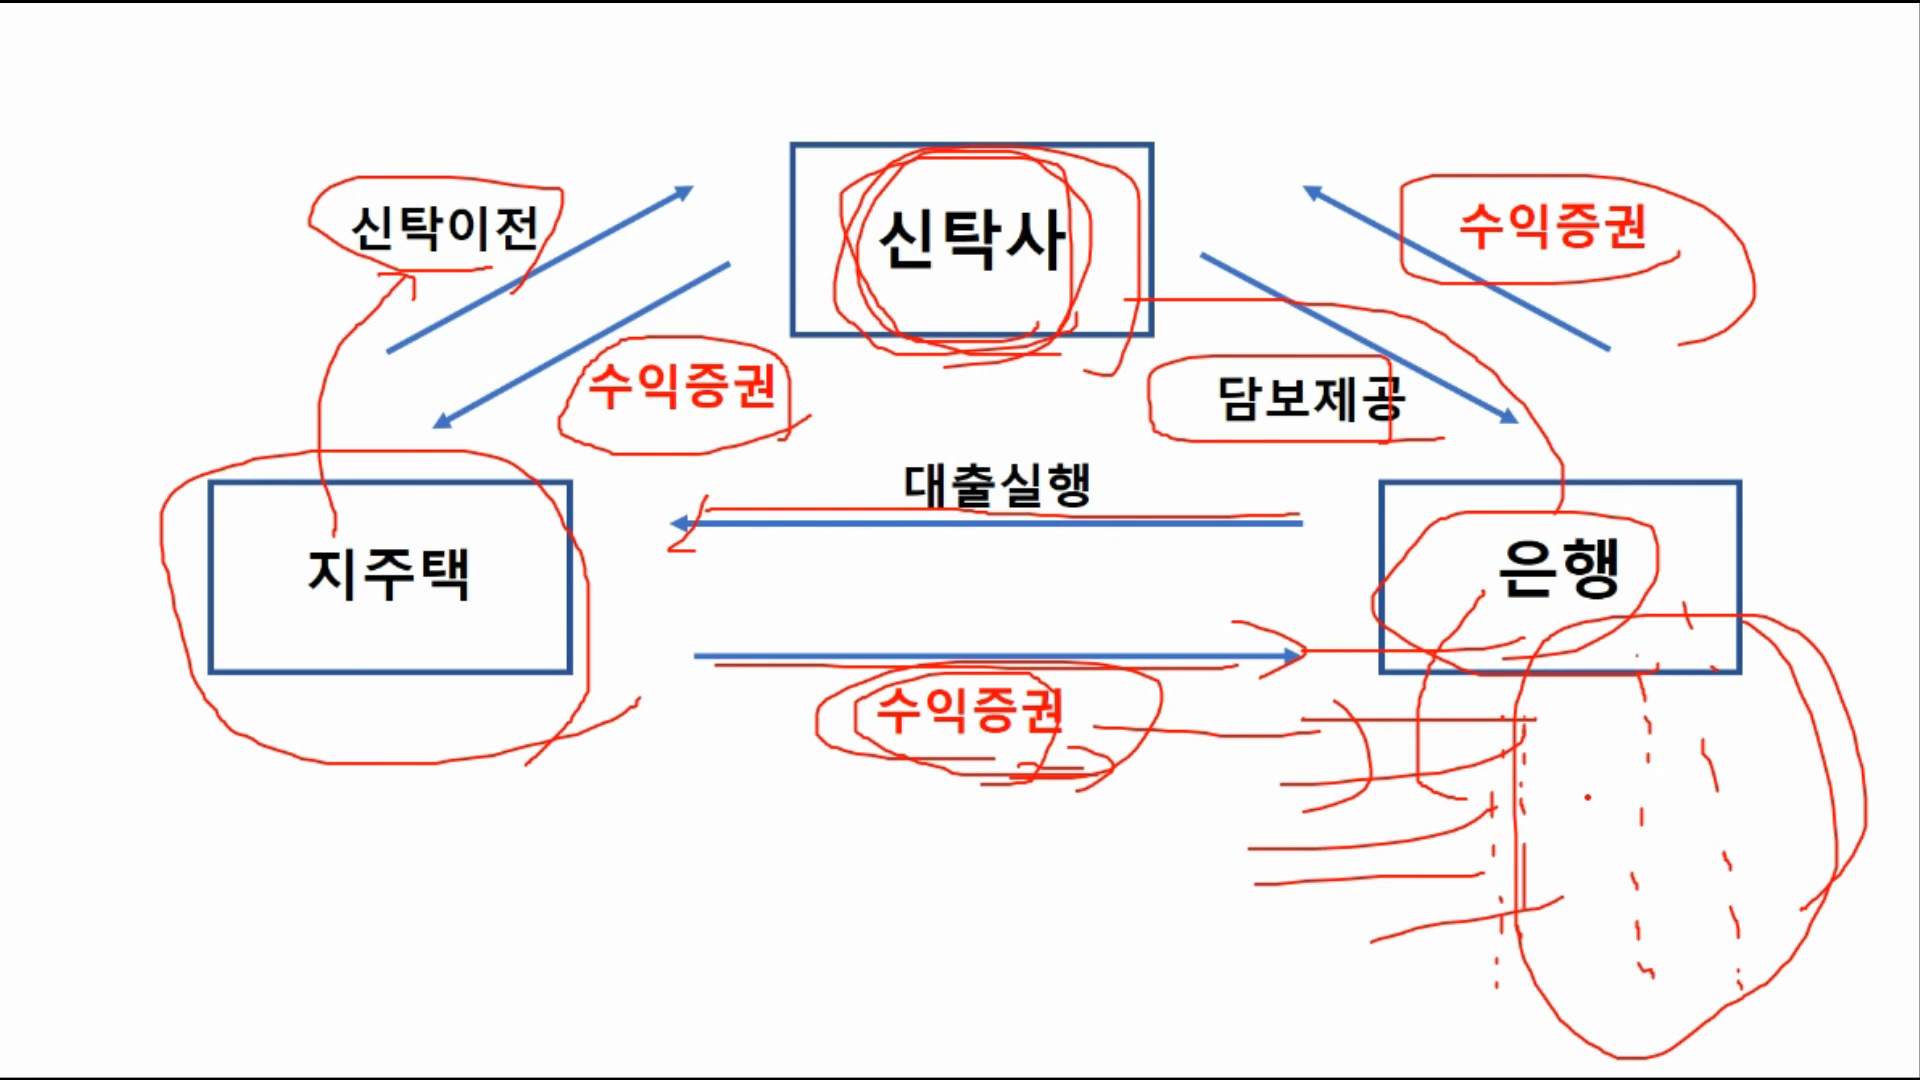 신탁이전
신탁사
수익증권
수익증권
담보제공
대출실행
지주택
은행
수익증권